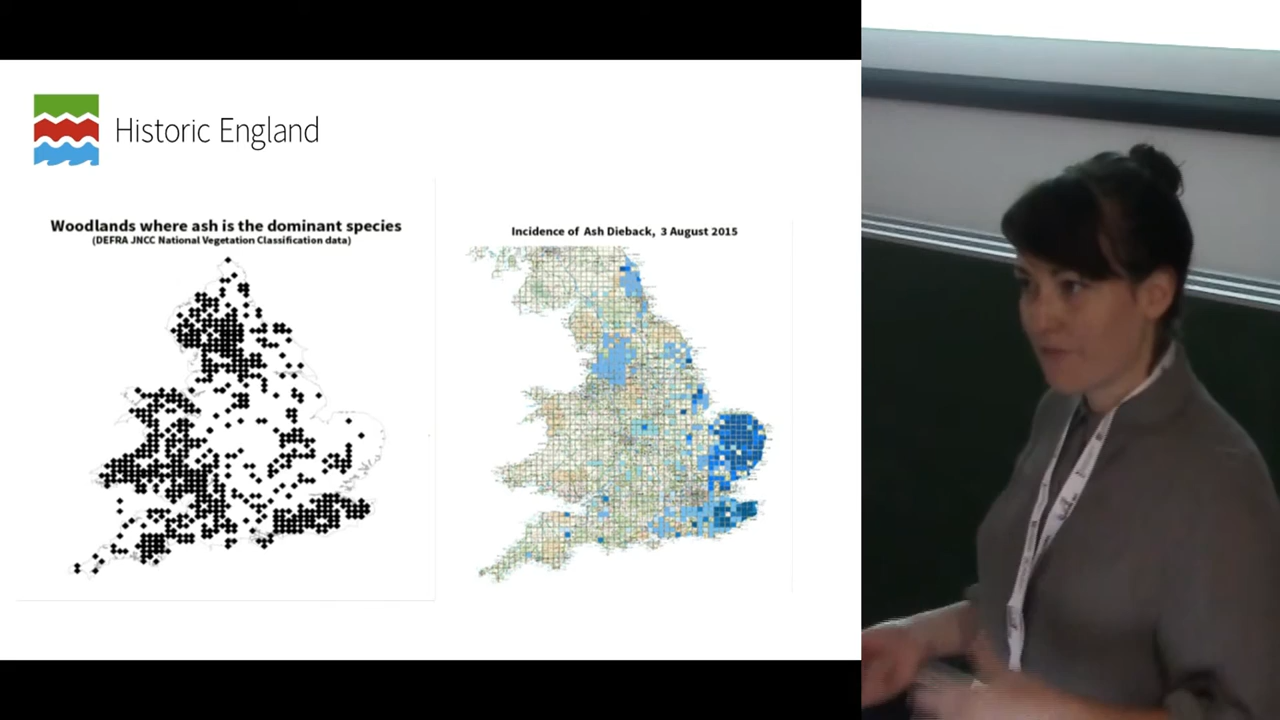 Historic England
Woodlands where ash is the dominant species
(DEFRA JNCC National Vegetation Classification data)
Incidence of Ash Dieback, 3 August 2015